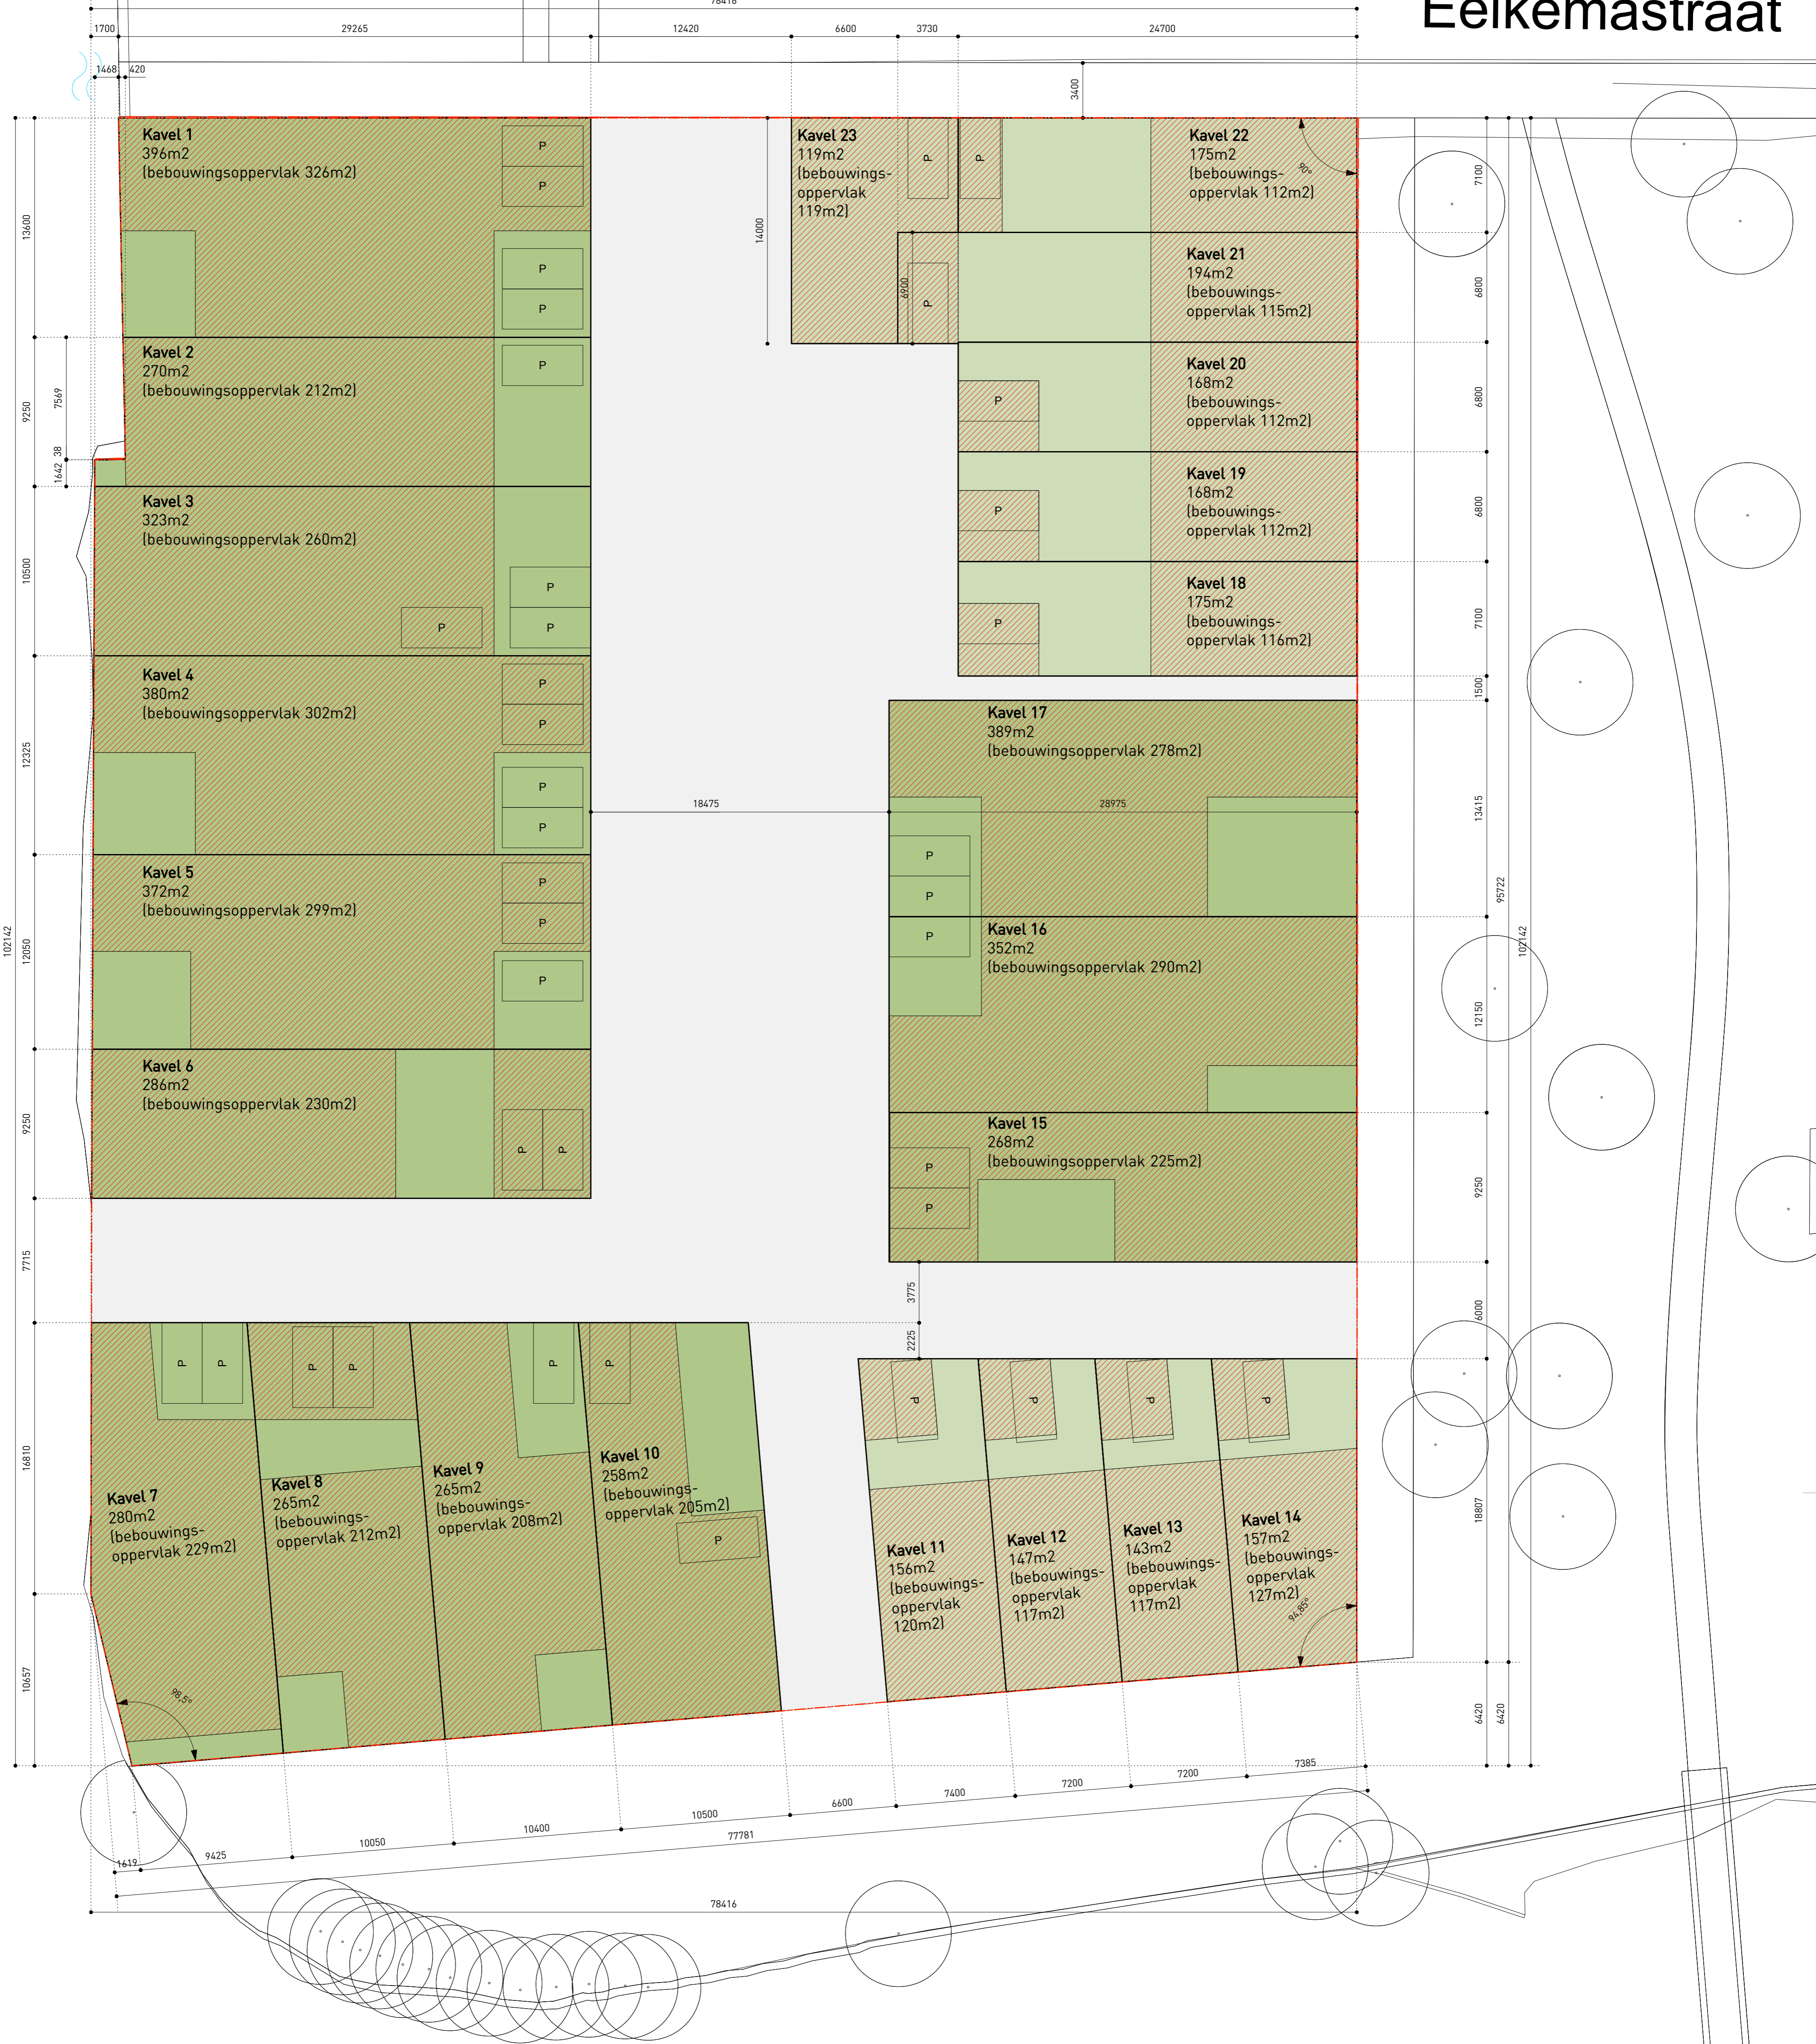 78416
Eelkemastraat
1700
29265
12420
6600
3730
24700
1468
420
3400
Kavel 1
396m2
(bebouwingsoppervlak 326m2)
P
P
P
P
13600
Kavel 2
270m2
(bebouwingsoppervlak 212m2)
P
7569
9250
38
1642
Kavel 3
323m2
(bebouwingsoppervlak 260m2)
P
P
P
10500
Kavel 4
380m2
(bebouwingsoppervlak 302m2)
P
P
P
P
12325
Kavel 5
372m2
(bebouwingsoppervlak 299m2)
P
P
P
12050
102142
Kavel 6
286m2
(bebouwingsoppervlak 230m2)
P
P
9250
7715
14000
Kavel 23
119m2
(bebouwings-
oppervlak
119m2)
P
P
Kavel 22
175m2
(bebouwings-
oppervlak 112m2)
90°
7100
6900
P
Kavel 21
194m2
(bebouwings-
oppervlak 115m2)
6800
Kavel 20
168m2
(bebouwings-
oppervlak 112m2)
P
6800
Kavel 19
168m2
(bebouwings-
oppervlak 112m2)
P
6800
Kavel 18
175m2
(bebouwings-
oppervlak 116m2)
P
7100
1500
Kavel 17
389m2
(bebouwingsoppervlak 278m2)
18475
28975
P
P
13415
95722
102142
Kavel 16
352m2
(bebouwingsoppervlak 290m2)
P
12150
Kavel 15
268m2
(bebouwingsoppervlak 225m2)
P
P
9250
3775
2225
6000
P
P
P
P
P
P
Kavel 7
280m2
(bebouwings-
oppervlak 229m2)
Kavel 8
265m2
(bebouwings-
oppervlak 212m2)
Kavel 9
265m2
(bebouwings-
oppervlak 208m2)
Kavel 10
258m2
(bebouwings-
oppervlak 205m2)
P
16810
10657
98,5°
P
P
P
P
Kavel 11
156m2
(bebouwings-
oppervlak
120m2)
Kavel 12
147m2
(bebouwings-
oppervlak
117m2)
Kavel 13
143m2
(bebouwings-
oppervlak
117m2)
Kavel 14
157m2
(bebouwings-
oppervlak
127m2)
94,85°
18807
6420
6420
1619
9425
10050
10400
10500
6600
7400
7200
7200
7385
77781
78416